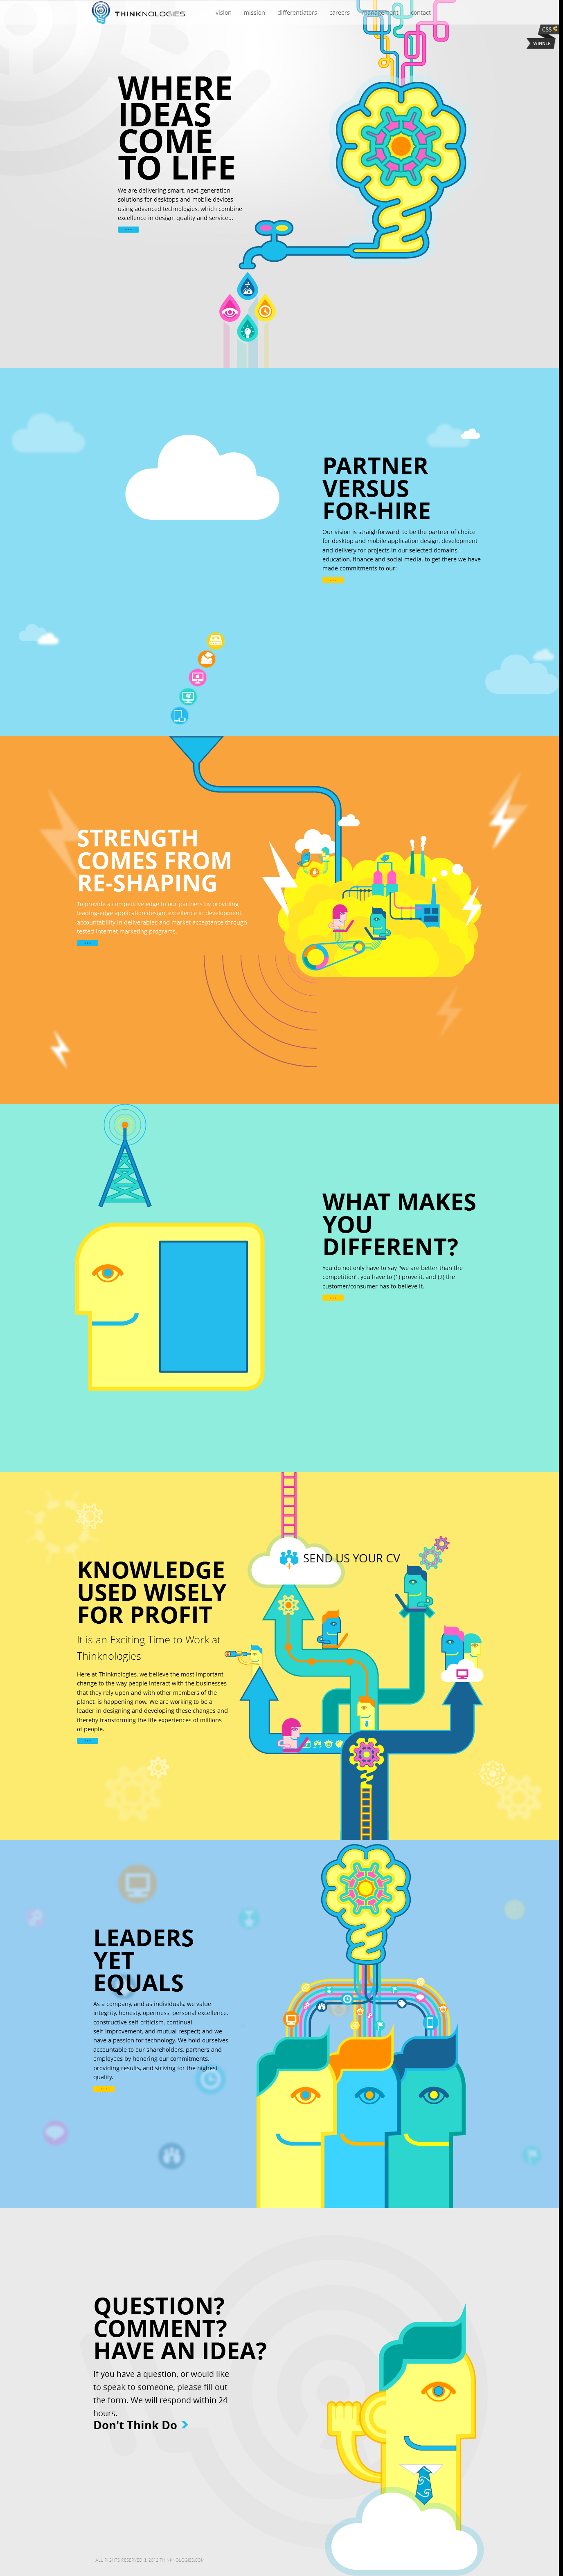 THINKNOLOGIES
vision mission differentiators careers management contact
CSS
WINNER
WHERE
IDEAS
COME
TO LIFE
We are delivering smart, next-generation
solutions for desktops and mobile devices
using advanced technologies, which combine
excellence in design, quality and service...
PARTNER
VERSUS
FOR-HIRE
Our vision is straighforward, to be the partner of choice
for desktop and mobile application design, development
and delivery for projects in our selected domains -
education, finance and social media. to get there we have
made commitments to our:
STRENGTH
COMES FROM
RE-SHAPING
To provide a competitive edge to our partners by providing
leading-edge application design, excellence in development,
accountability in deliverables and market acceptance through
tested internet marketing programs.
WHAT MAKES
YOU
DIFFERENT?
You do not only have to say "we are better than the
competition", you have to (1) prove it, and (2) the
customer/consumer has to believe it.
SEND US YOUR CV
KNOWLEDGE
USED WISELY
FOR PROFIT
It is an Exciting Time to Work at
Thinknologies
Here at Thinknologies, we believe the most important
change to the way people interact with the businesses
that they rely upon and with other members of the
planet, is happening now. We are working to be a
leader in designing and developing these changes and
thereby transforming the life experiences of millions
of people.
LEADERS
YET
EQUALS
As a company, and as individuals, we value
integrity, honesty, openness, personal excellence,
constructive self-criticism, continual
self-improvement, and mutual respect; and we
have a passion for technology. We hold ourselves
accountable to our shareholders, partners and
employees by honoring our commitments,
providing results, and striving for the highest
quality.
QUESTION?
COMMENT?
HAVE AN IDEA?
If you have a question, or would like
to speak to someone, please fill out
the form. We will respond within 24
hours.
Don't Think Do
ALL RIGHTS RESERVED © 2012 THINKNOLOGIES.COM